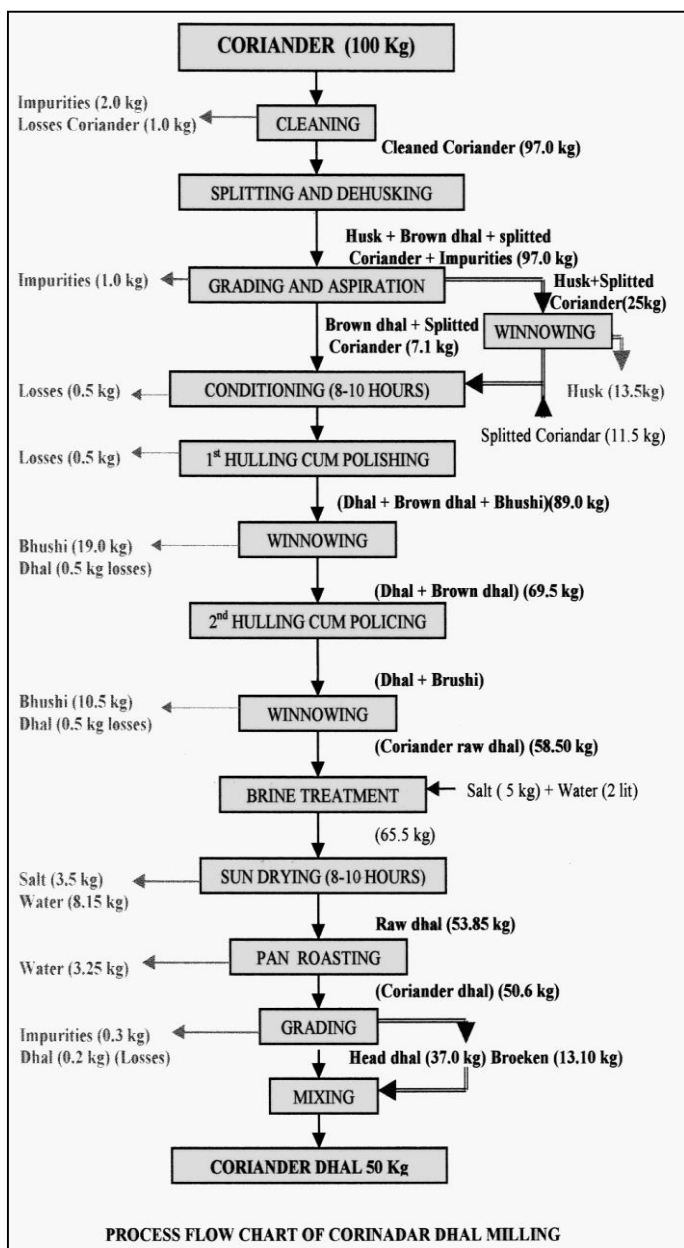 CORIANDER (100 Kg)
Impurities (2.0 kg)
Losses Coriander (1.0 kg)
CLEANING
Cleaned Coriander (97.0 kg)
SPLITTING AND DEHUSKING
Husk + Brown dhal + splitted
Coriander + Impurities (97.0 kg)
Impurities (1.0 kg)
GRADING AND ASPIRATION
Husk+Splitted
Coriander(25kg)
Brown dhal + Splitted
Coriander (7.1 kg)
WINNOWING
Losses (0.5 kg)
CONDITIONING (8-10 HOURS)
Husk (13.5kg)
Splitted Coriandar (11.5 kg)
Losses (0.5 kg)
1st HULLING CUM POLISHING
(Dhal + Brown dhal + Bhushi)(89.0 kg)
WINNOWING
Bhushi (19.0 kg)
Dhal (0.5 kg losses)
(Dhal + Brown dhal) (69.5 kg)
2nd HULLING CUM POLICING
(Dhal + Brushi)
Bhushi (10.5 kg)
Dhal (0.5 kg losses)
WINNOWING
(Coriander raw dhal) (58.50 kg)
BRINE TREATMENT
Salt ( 5 kg) + Water (2 lit)
(65.5 kg)
Salt (3.5 kg)
Water (8.15 kg)
SUN DRYING (8-10 HOURS)
Raw dhal (53.85 kg)
Water (3.25 kg)
PAN ROASTING
(Coriander dhal) (50.6 kg)
Impurities (0.3 kg)
Dhal (0.2 kg) (Losses)
GRADING
Head dhal (37.0 kg) Broeken (13.10 kg)
MIXING
CORIANDER DHAL 50 Kg
PROCESS FLOW CHART OF CORINADAR DHAL MILLING